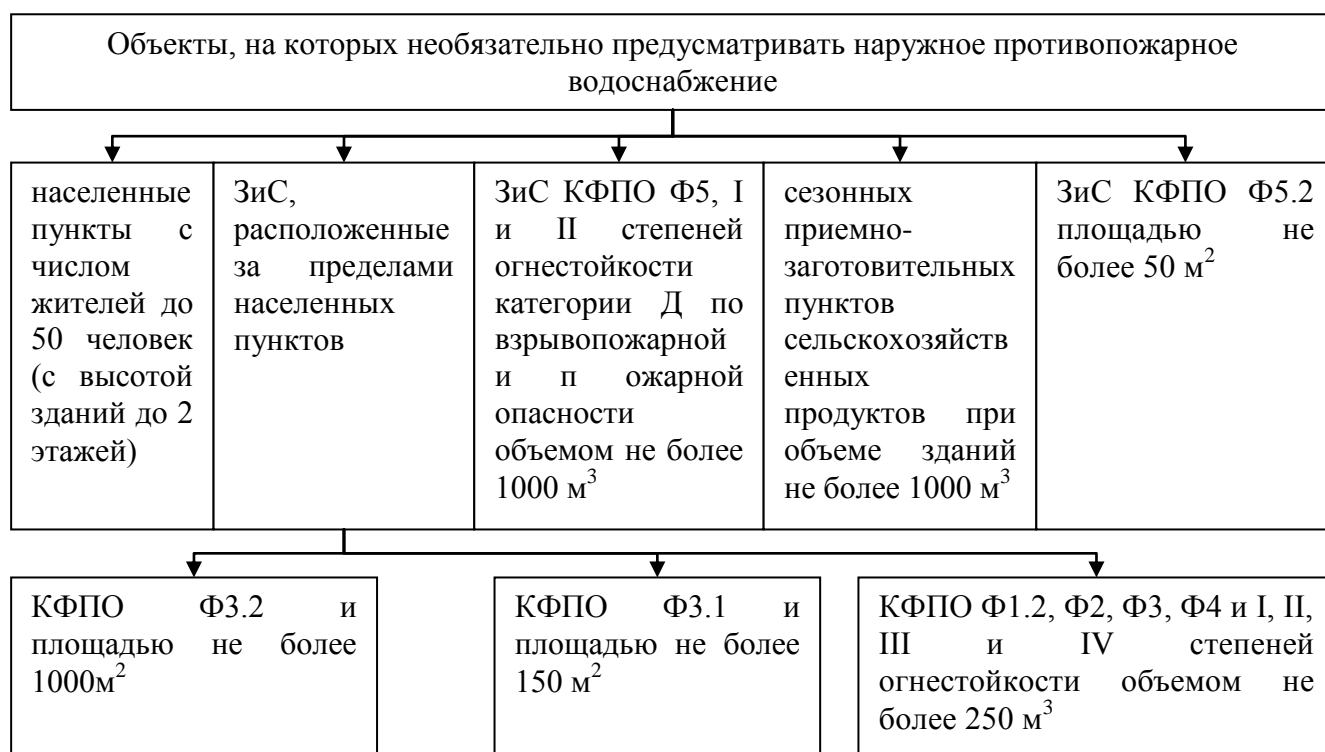 Объекты, на которых необязательно предусматривать наружное противопожарное
водоснабжение
населенные
пункты с
числом
жителей до
50 человек
(с высотой
зданий до 2
этажей)
ЗиС,
расположенные
за пределами
населенных
пунктов
ЗиС КФПО Ф5, I
и II степеней
огнестойкости
категории Д по
взрывопожарной
и п ожарной
опасности
объемом не более
1000 м³
сезонных
приемно-
заготовительных
пунктов
сельскохозяйств
енных
продуктов при
объеме зданий
не более 1000 м³
ЗиС КФПО Ф5.2
площадью не
более 50 м²
КФПО Ф3.2 и
площадью не более
1000м²
КФПО Ф3.1 и
площадью не более
150 м²
КФПО Ф1.2, Ф2, Ф3, Ф4 и I, II,
III и IV степеней
огнестойкости объемом не
более 250 м³